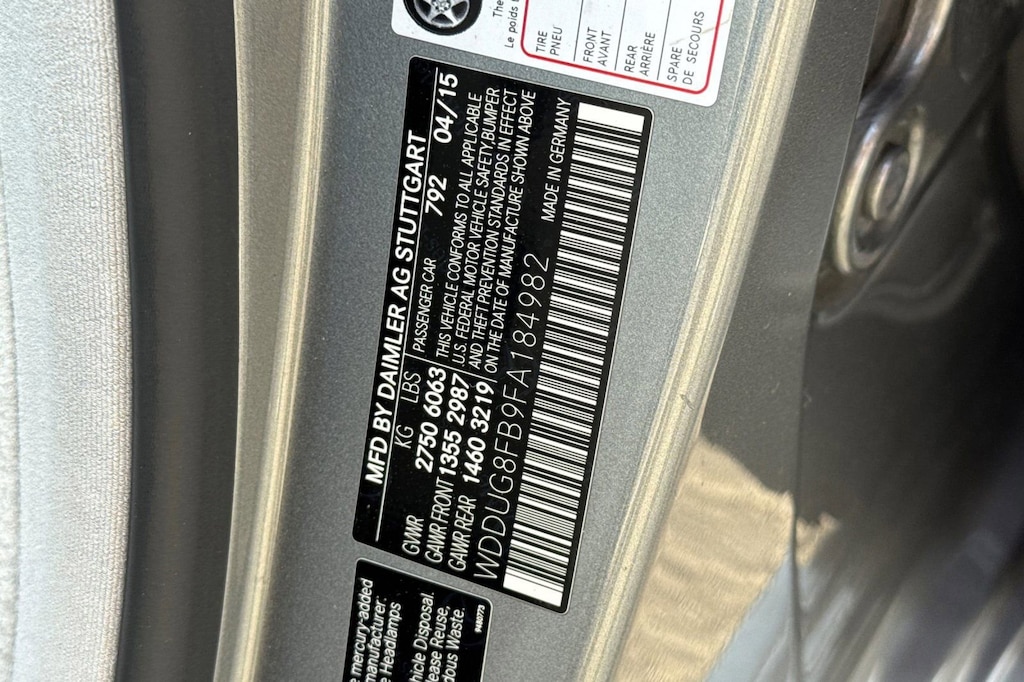 The
Le poids t
TIRE
PNEU
FRONT
AVANT
REAR
ARRIÈRE
SPARE
DE SECOURS
MFD BY DAIMLER AG STUTTGART
KG LBS PASSENGER CAR 792 04/15
GVWR 2750 6063
GAWR FRONT 1355 2987
GAWR REAR 1460 3219
THIS VEHICLE CONFORMS TO ALL APPLICABLE
U.S. FEDERAL MOTOR VEHICLE SAFETY, BUMPER
AND THEFT PREVENTION STANDARDS IN EFFECT
ON THE DATE OF MANUFACTURE SHOWN ABOVE
WDDUG8FB9FA184982 MADE IN GERMANY
e mercury-added
manufacturer:
e Headlamps
hicle Disposal.
lease Reuse,
dous Waste.
9480773